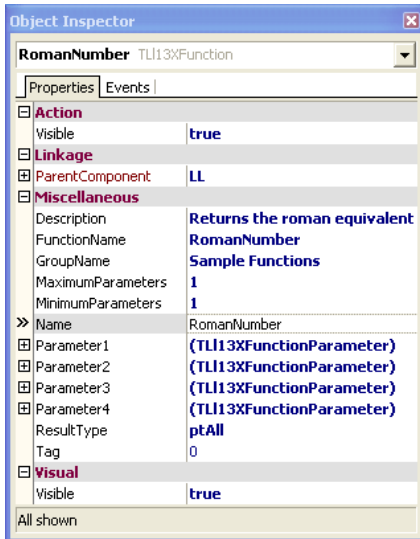 Object Inspector
RomanNumber TLl13XFunction
Properties Events
Action
Visible true
Linkage
ParentComponent LL
Miscellaneous
Description Returns the roman equivalent
FunctionName RomanNumber
GroupName Sample Functions
MaximumParameters 1
MinimumParameters 1
Name RomanNumber
Parameter1 (TLl13XFunctionParameter)
Parameter2 (TLl13XFunctionParameter)
Parameter3 (TLl13XFunctionParameter)
Parameter4 (TLl13XFunctionParameter)
ResultType ptAll
Tag 0
Visual
Visible true
All shown